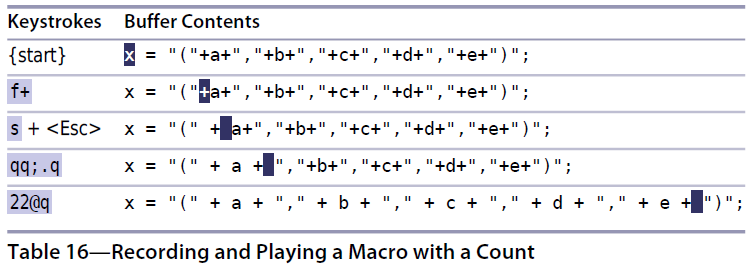 Keystrokes Buffer Contents
{start} x = "("+a+","+b+","+c+","+d+","+e+")";
f+ x = "("+a+","+b+","+c+","+d+","+e+")";
s + <Esc> x = "(" + a+","+b+","+c+","+d+","+e+")";
qq;.q x = "(" + a + ","+b+","+c+","+d+","+e+")";
22@q x = "(" + a + "," + b + "," + c + "," + d + "," + e + ")";
Table 16—Recording and Playing a Macro with a Count